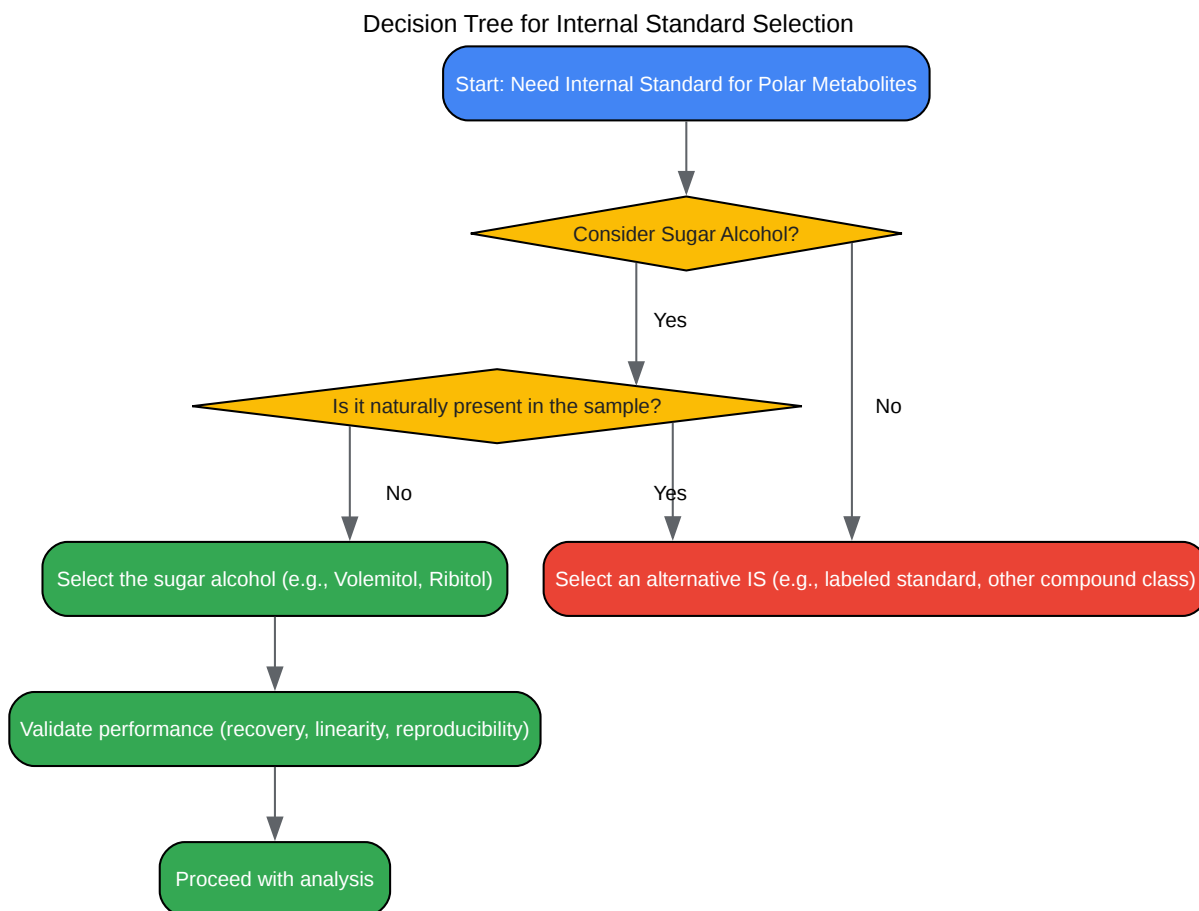 Decision Tree for Internal Standard Selection
Start: Need Internal Standard for Polar Metabolites
Consider Sugar Alcohol?
Yes
Is it naturally present in the sample?
No
No
Yes
Select the sugar alcohol (e.g., Volemitol, Ribitol)
Select an alternative IS (e.g., labeled standard, other compound class)
Validate performance (recovery, linearity, reproducibility)
Proceed with analysis